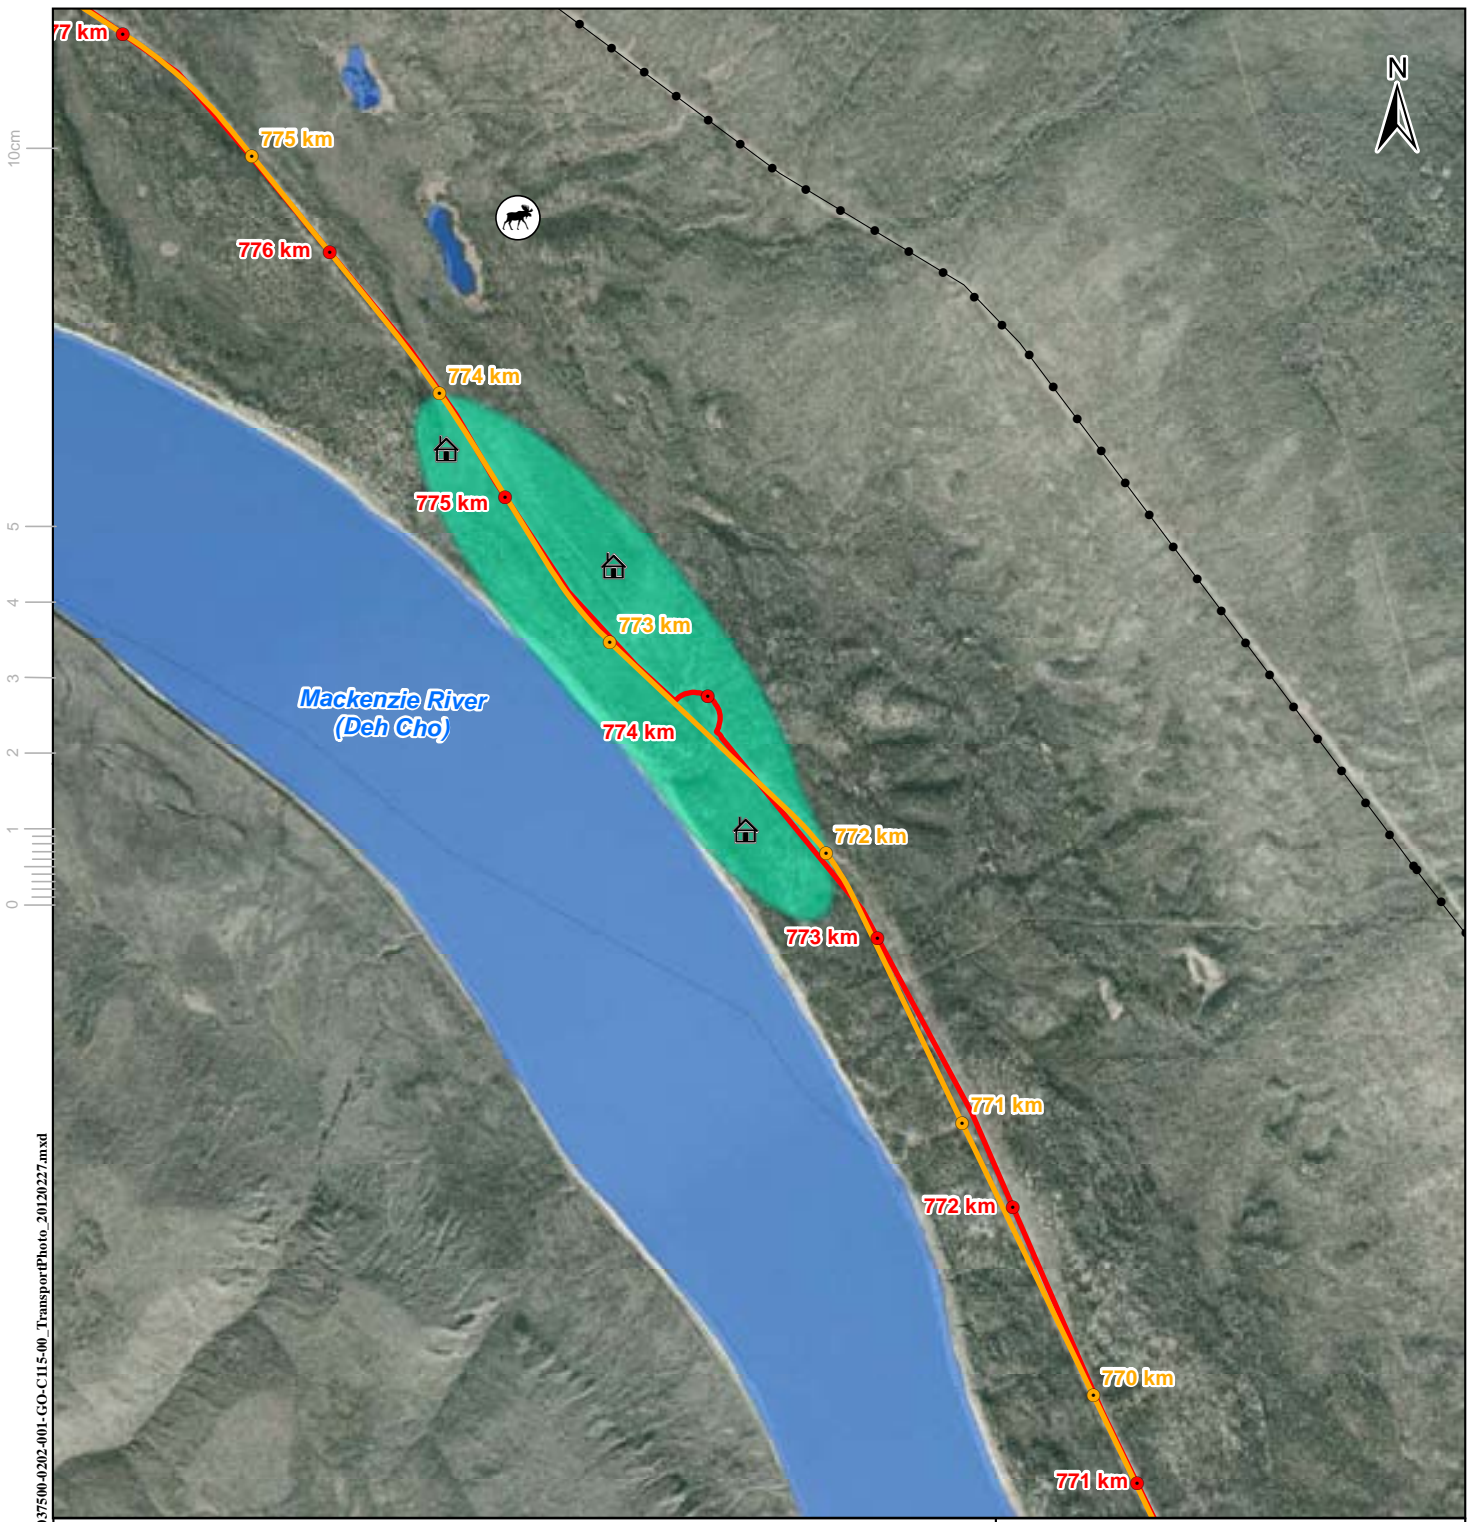 77 km
N
775 km
10cm
776 km
774 km
775 km
5
4
773 km
3
Mackenzie River
(Deh Cho)
774 km
2
1
772 km
0
773 km
771 km
772 km
770 km
771 km
037500-0202-001-GO-C115-00_TransportPhoto_20120227.mxd